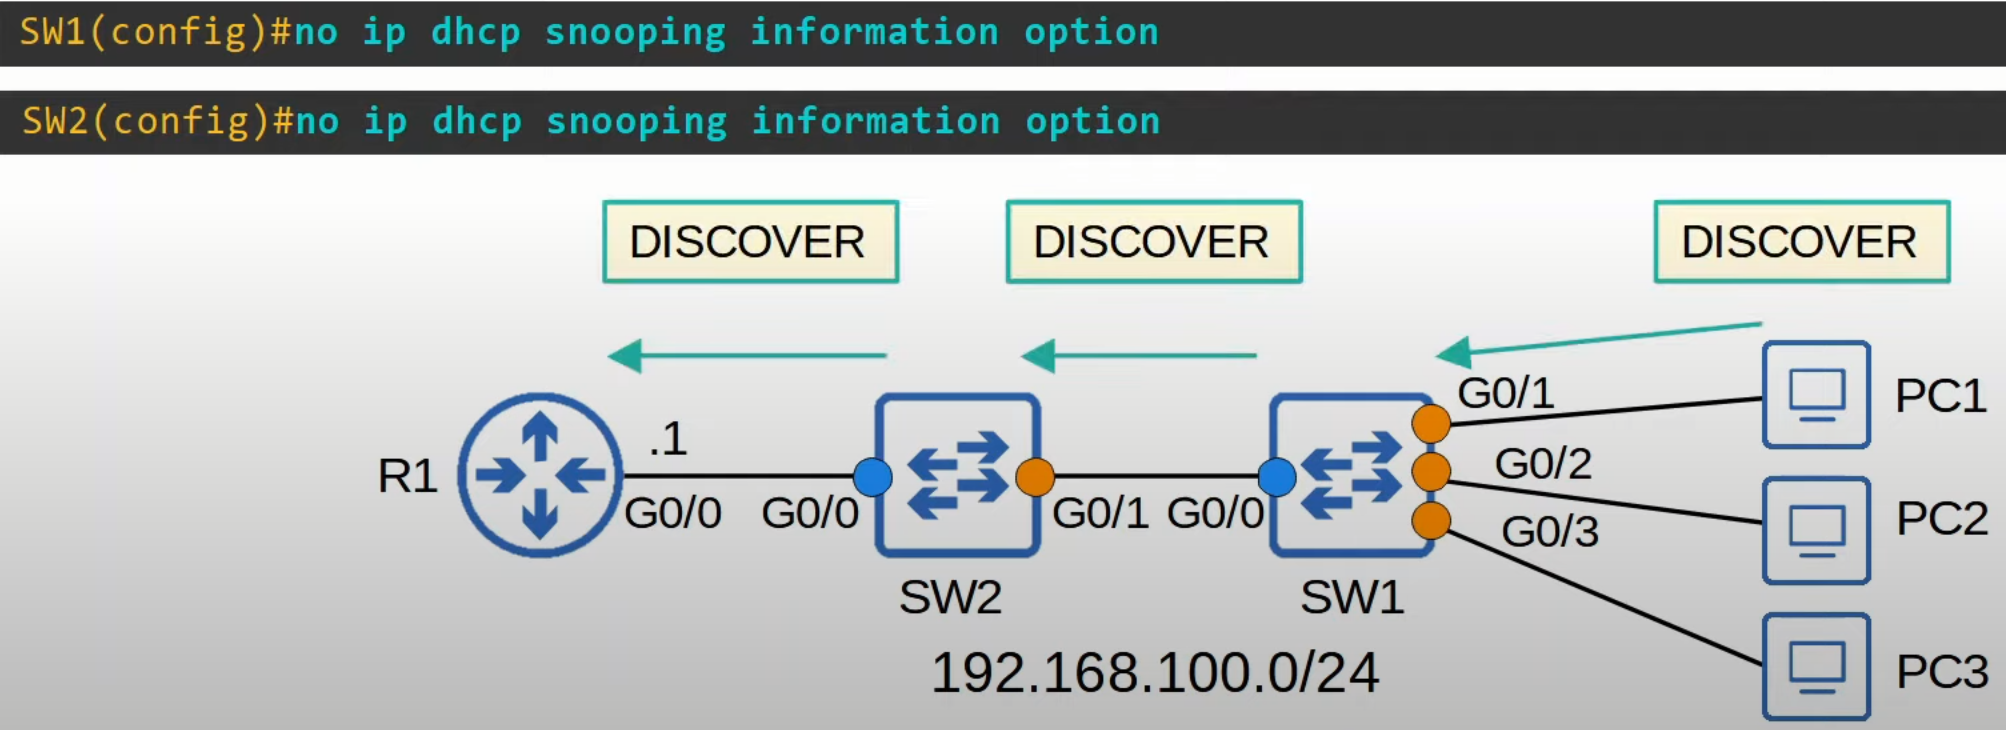 SW1(config)#no ip dhcp snooping information option
SW2(config)#no ip dhcp snooping information option
DISCOVER
DISCOVER
DISCOVER
G0/1
PC1
.1
R1
G0/2
G0/0
G0/0
G0/1
G0/0
G0/3
PC2
SW2
SW1
192.168.100.0/24
PC3